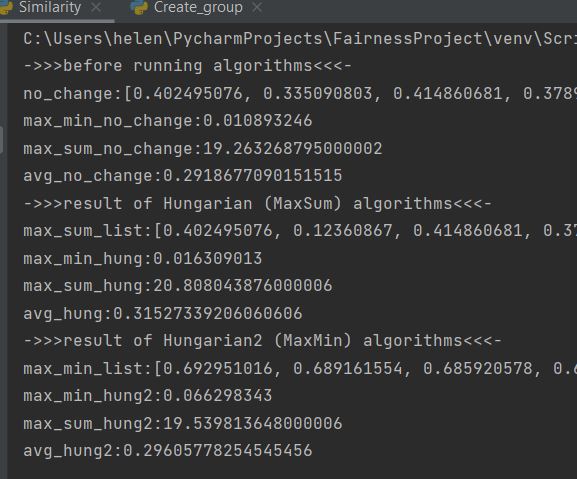 Similarity
Create_group
C:\Users\helen\PycharmProjects\FairnessProject\venv\Scri
->>>before running algorithms<<<-
no_change:[0.402495076, 0.335090803, 0.414860681, 0.3789
max_min_no_change:0.010893246
max_sum_no_change:19.263268795000002
avg_no_change:0.2918677090151515
->>>result of Hungarian (MaxSum) algorithms<<<-
max_sum_list:[0.402495076, 0.12360867, 0.414860681, 0.37
max_min_hung:0.016309013
max_sum_hung:20.808043876000006
avg_hung:0.31527339206060606
->>>result of Hungarian2 (MaxMin) algorithms<<<-
max_min_list:[0.692951016, 0.689161554, 0.685920578, 0.6
max_min_hung2:0.066298343
max_sum_hung2:19.539813648000006
avg_hung2:0.29605778254545456